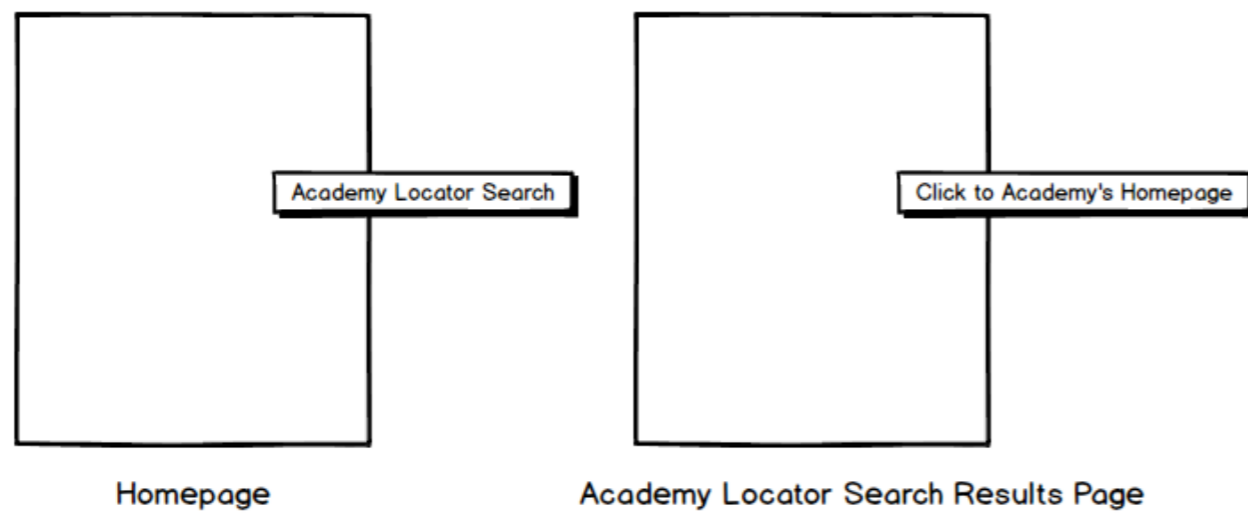 Academy Locator Search
Click to Academy's Homepage
Homepage
Academy Locator Search Results Page